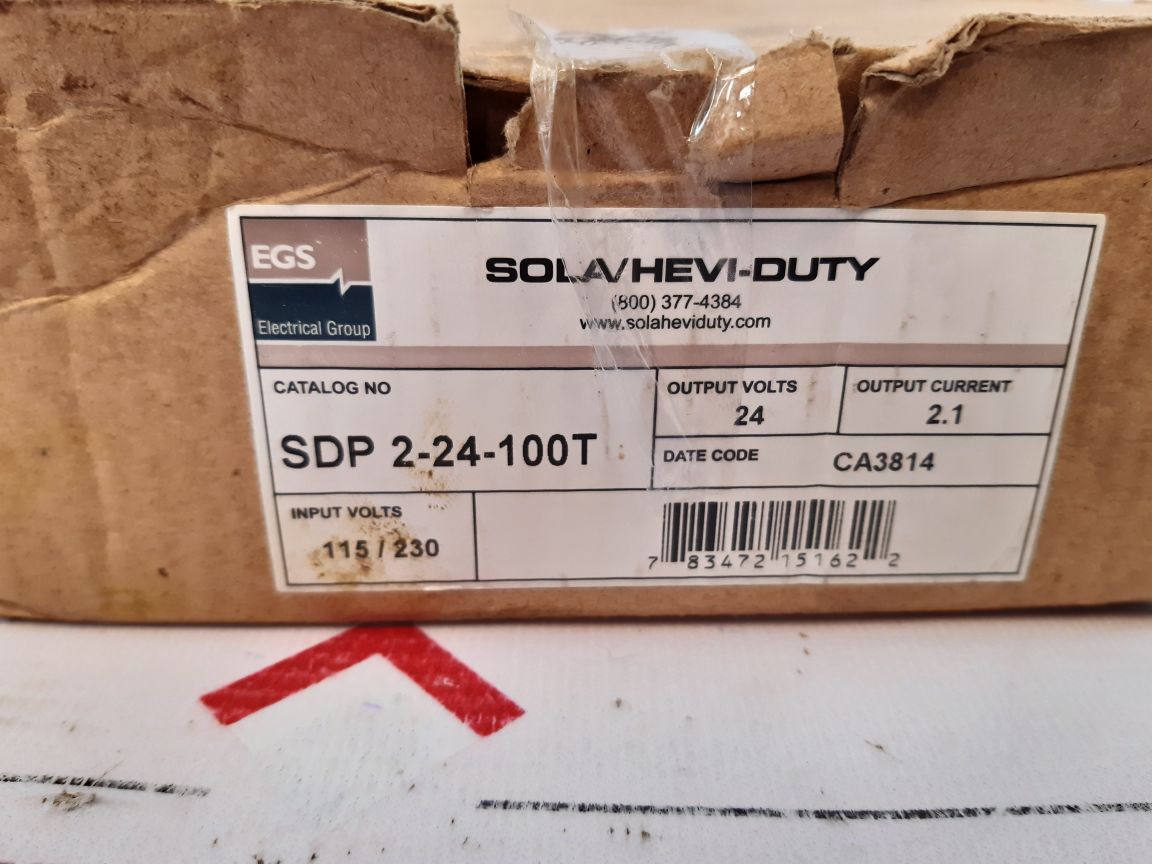 EGS
Electrical Group
SOLA/HEVI-DUTY
(800) 377-4384
www.solaheviduty.com
CATALOG NO
SDP 2-24-100T
OUTPUT VOLTS
24
OUTPUT CURRENT
2.1
DATE CODE CA3814
INPUT VOLTS
115 / 230
7 83472 15162 2